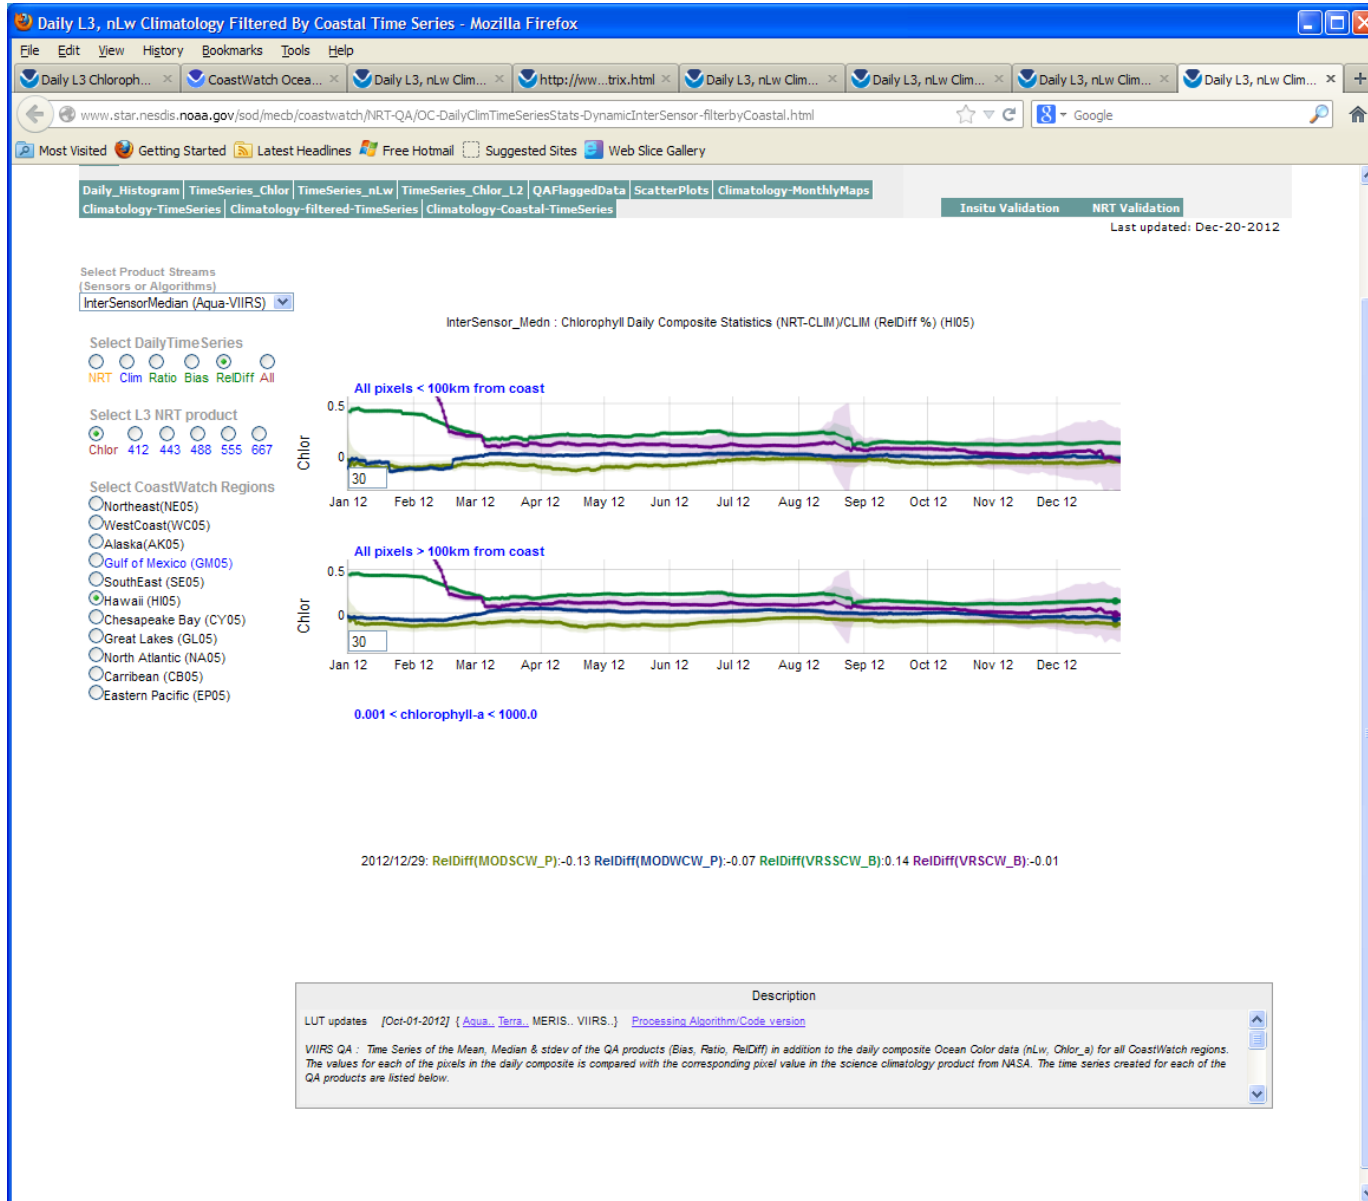 Daily L3, nLw Climatology Filtered By Coastal Time Series - Mozilla Firefox
File Edit View History Bookmarks Tools Help
Daily L3 Chloroph... CoastWatch Ocea... Daily L3, nLw Clim... http://ww...trix.html Daily L3, nLw Clim... Daily L3, nLw Clim... Daily L3, nLw Clim... Daily L3, nLw Clim...
www.star.nesdis.noaa.gov/sod/mecb/coastwatch/NRT-QA/OC-DailyClimTimeSeriesStats-DynamicInterSensor-filterbyCoastal.html Google
Most Visited Getting Started Latest Headlines Free Hotmail Suggested Sites Web Slice Gallery
Daily_Histogram TimeSeries_Chlor TimeSeries_nLw TimeSeries_Chlor_L2 QAFlaggedData ScatterPlots Climatology-MonthlyMaps
Climatology-TimeSeries Climatology-filtered-TimeSeries Climatology-Coastal-TimeSeries Insitu Validation NRT Validation
Last updated: Dec-20-2012
Select Product Streams
(Sensors or Algorithms)
InterSensorMedian (Aqua-VIIRS)
Select DailyTimeSeries
NRT Clim Ratio Bias RelDiff All
Select L3 NRT product
Chlor 412 443 488 555 667
Select CoastWatch Regions
Northeast(NE05)
WestCoast(WC05)
Alaska(AK05)
Gulf of Mexico (GM05)
SouthEast (SE05)
Hawaii (HI05)
Chesapeake Bay (CY05)
Great Lakes (GL05)
North Atlantic (NA05)
Carribean (CB05)
Eastern Pacific (EP05)
InterSensor_Medn : Chlorophyll Daily Composite Statistics (NRT-CLIM)/CLIM (RelDiff %) (HI05)
All pixels < 100km from coast
0.5
Chlor
0
30
Jan 12 Feb 12 Mar 12 Apr 12 May 12 Jun 12 Jul 12 Aug 12 Sep 12 Oct 12 Nov 12 Dec 12
All pixels > 100km from coast
0.5
Chlor
0
30
Jan 12 Feb 12 Mar 12 Apr 12 May 12 Jun 12 Jul 12 Aug 12 Sep 12 Oct 12 Nov 12 Dec 12
0.001 < chlorophyll-a < 1000.0
2012/12/29: RelDiff(MODSCW_P):-0.13 RelDiff(MODWCW_P):-0.07 RelDiff(VRSSCW_B):0.14 RelDiff(VRSCW_B):-0.01
Description
LUT updates [Oct-01-2012] { Aqua.. Terra.. MERIS.. VIIRS..} Processing Algorithm/Code version
VIIRS QA : Time Series of the Mean, Median & stdev of the QA products (Bias, Ratio, RelDiff) in addition to the daily composite Ocean Color data (nLw, Chlor_a) for all CoastWatch regions.
The values for each of the pixels in the daily composite is compared with the corresponding pixel value in the science climatology product from NASA. The time series created for each of the
QA products are listed below.